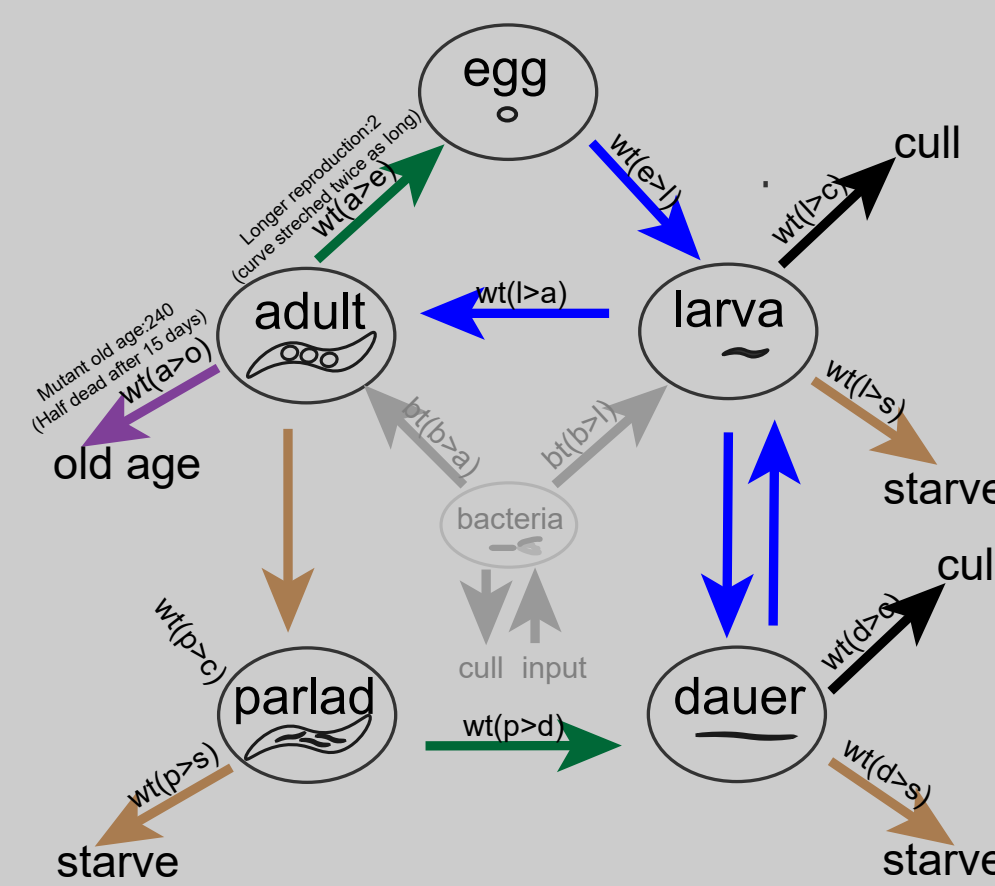 egg
cull
Longer reproduction:2
(curve streched twice as long)
wt(a>e)
wt(e>l)
wt(l>c)
adult
wt(l>a)
larva
Mutant old age:240
(Half dead after 15 days)
wt(a>o)
old age
wt(l>s)
starve
bt(b>a)
bt(b>l)
bacteria
cull input
cul
wt(p>c)
wt(d>c)
parlad
wt(p>d)
dauer
wt(p>s)
starve
wt(d>s)
starve